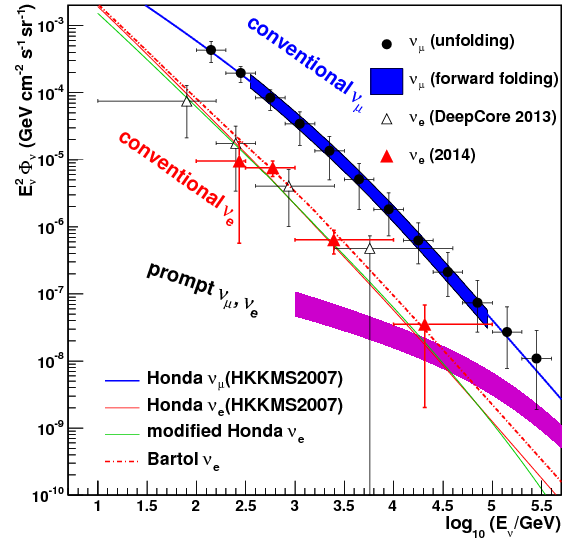 E²ν Φν (GeV cm⁻² s⁻¹ sr⁻¹)
10⁻³
10⁻⁴
10⁻⁵
10⁻⁶
10⁻⁷
10⁻⁸
10⁻⁹
10⁻¹⁰
conventional νμ
conventional νe
prompt νμ, νe
νμ (unfolding)
νμ (forward folding)
νe (DeepCore 2013)
νe (2014)
Honda νμ(HKKMS2007)
Honda νe(HKKMS2007)
modified Honda νe
Bartol νe
1 1.5 2 2.5 3 3.5 4 4.5 5 5.5
log₁₀ (Eν/GeV)